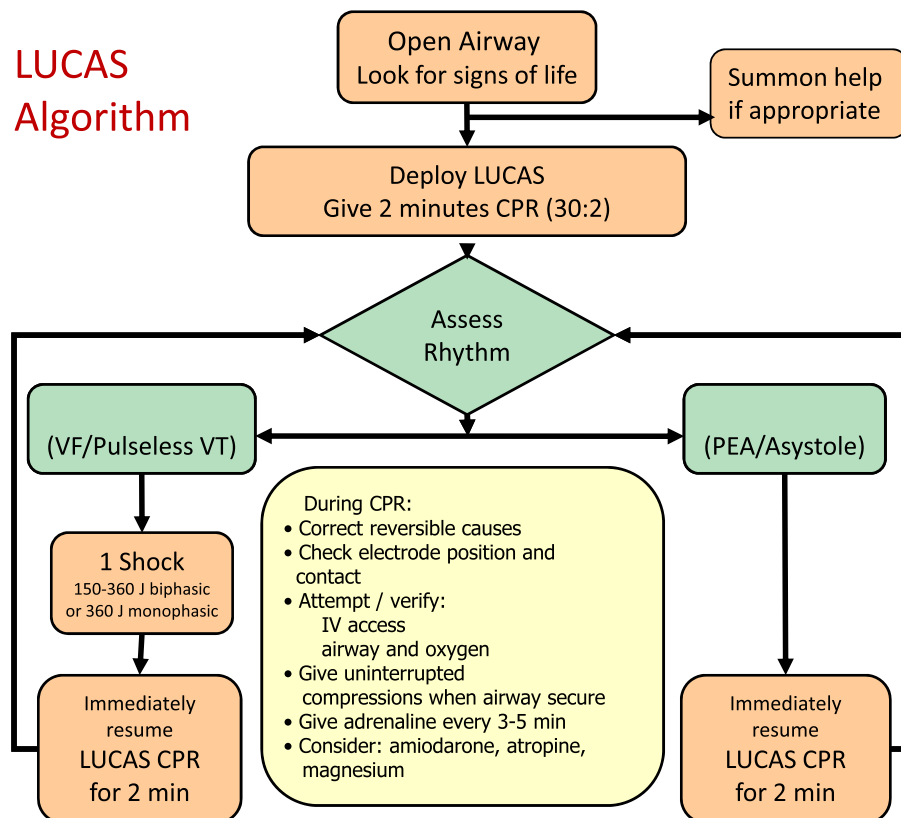 LUCAS
Algorithm
Open Airway
Look for signs of life
Summon help
if appropriate
Deploy LUCAS
Give 2 minutes CPR (30:2)
Assess
Rhythm
(VF/Pulseless VT)
(PEA/Asystole)
1 Shock
150-360 J biphasic
or 360 J monophasic
During CPR:
• Correct reversible causes
• Check electrode position and
contact
• Attempt / verify:
IV access
airway and oxygen
• Give uninterrupted
compressions when airway secure
• Give adrenaline every 3-5 min
• Consider: amiodarone, atropine,
magnesium
Immediately
resume
LUCAS CPR
for 2 min
Immediately
resume
LUCAS CPR
for 2 min